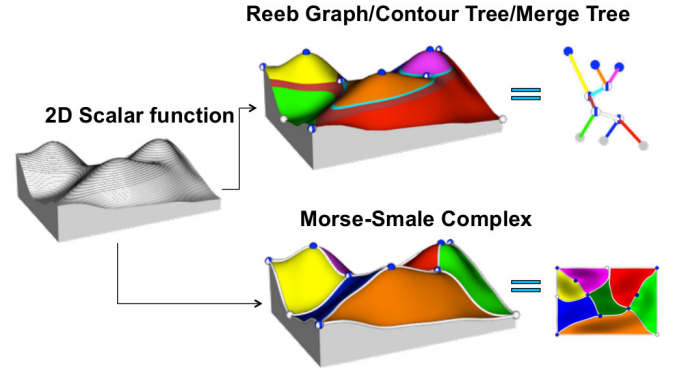 Reeb Graph/Contour Tree/Merge Tree
2D Scalar function
Morse-Smale Complex